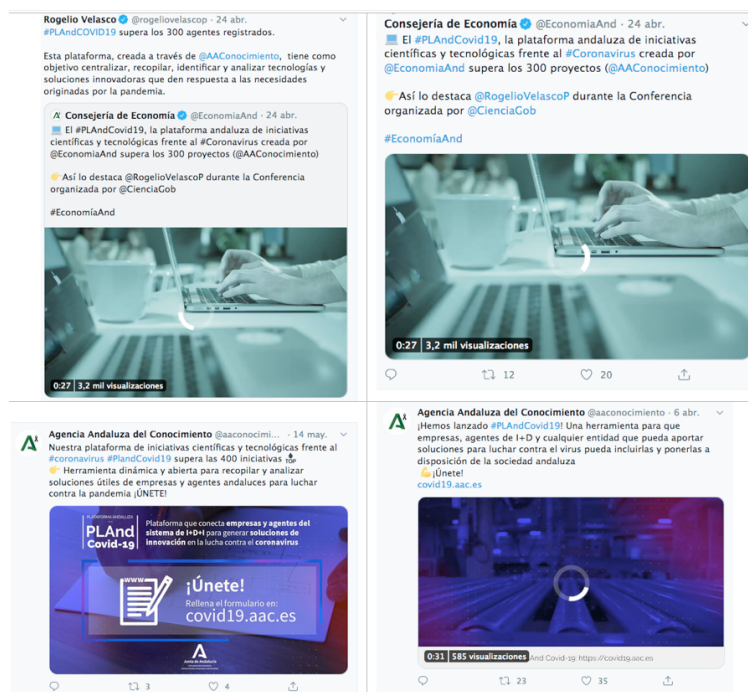 Rogelio Velasco @rogeliovelascop · 24 abr.
#PLAndCOVID19 supera los 300 agentes registrados.
Esta plataforma, creada a través de @AAConocimiento, tiene como
objetivo centralizar, recopilar, identificar y analizar tecnologías y
soluciones innovadoras que den respuesta a las necesidades
originadas por la pandemia.
Consejería de Economía @EconomiaAnd · 24 abr.
El #PLAndCovid19, la plataforma andaluza de iniciativas
científicas y tecnológicas frente al #Coronavirus creada por
@EconomiaAnd supera los 300 proyectos (@AAConocimiento)
Así lo destaca @RogelioVelascoP durante la Conferencia
organizada por @CienciaGob
#EconomíaAnd
0:27 | 3,2 mil visualizaciones
Consejería de Economía @EconomiaAnd · 24 abr.
El #PLAndCovid19, la plataforma andaluza de iniciativas
científicas y tecnológicas frente al #Coronavirus creada por
@EconomiaAnd supera los 300 proyectos (@AAConocimiento)
Así lo destaca @RogelioVelascoP durante la Conferencia
organizada por @CienciaGob
#EconomíaAnd
0:27 | 3,2 mil visualizaciones
12 20
Agencia Andaluza del Conocimiento @aaconocimi... · 14 may.
Nuestra plataforma de iniciativas científicas y tecnológicas frente al
#coronavirus #PlandCovid19 supera las 400 iniciativas TOP
Herramienta dinámica y abierta para recopilar y analizar
soluciones útiles de empresas y agentes andaluces para luchar
contra la pandemia ¡ÚNETE!
PLATAFORMA ANDALUZA
PLAnd
Covid-19
Plataforma que conecta empresas y agentes del
sistema de I+D+I para generar soluciones de
innovación en la lucha contra el coronavirus
www
¡Únete!
Rellena el formulario en:
covid19.aac.es
Junta de Andalucía
3 4
Agencia Andaluza del Conocimiento @aaconocimiento · 6 abr.
¡Hemos lanzado #PLAndCovid19! Una herramienta para que
empresas, agentes de I+D y cualquier entidad que pueda aportar
soluciones para luchar contra el virus pueda incluirlas y ponerlas a
disposición de la sociedad andaluza
¡Únete!
covid19.aac.es
0:31 | 585 visualizaciones And Covid-19: https://covid19.aac.es
23 35